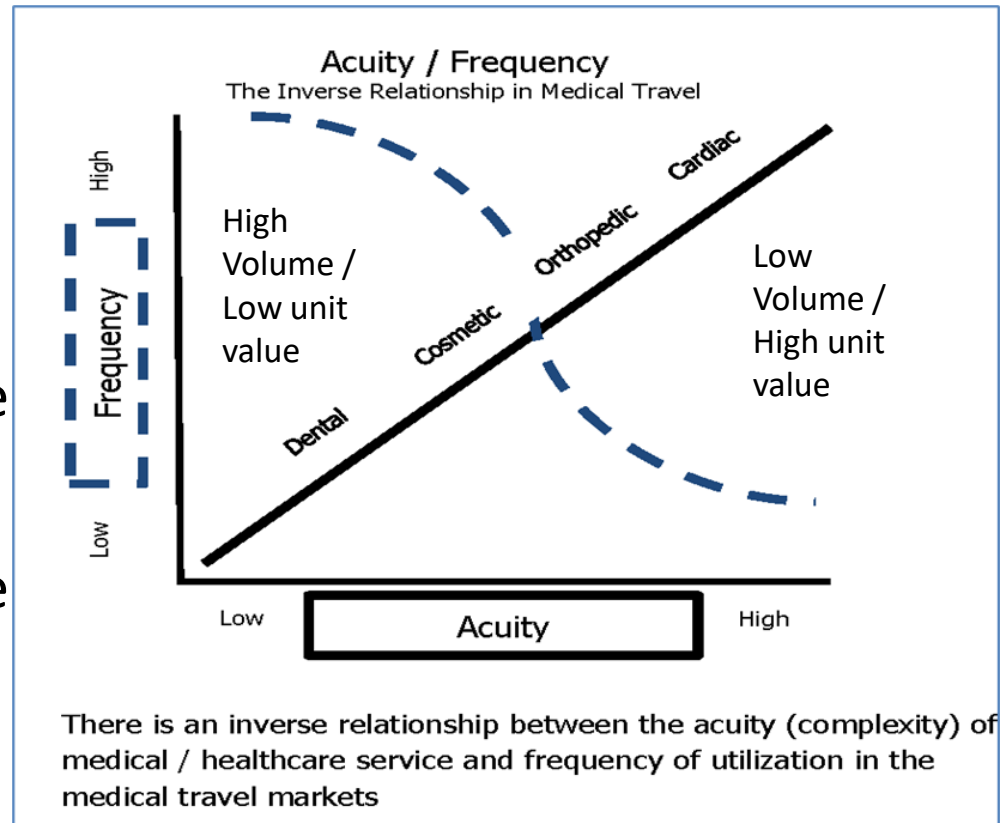 Acuity / Frequency
The Inverse Relationship in Medical Travel
High
Frequency
Low
High
Volume /
Low unit
value
Dental
Cosmetic
Orthopedic
Cardiac
Low
Volume /
High unit
value
Low
Acuity
High
e
e
There is an inverse relationship between the acuity (complexity) of
medical / healthcare service and frequency of utilization in the
medical travel markets